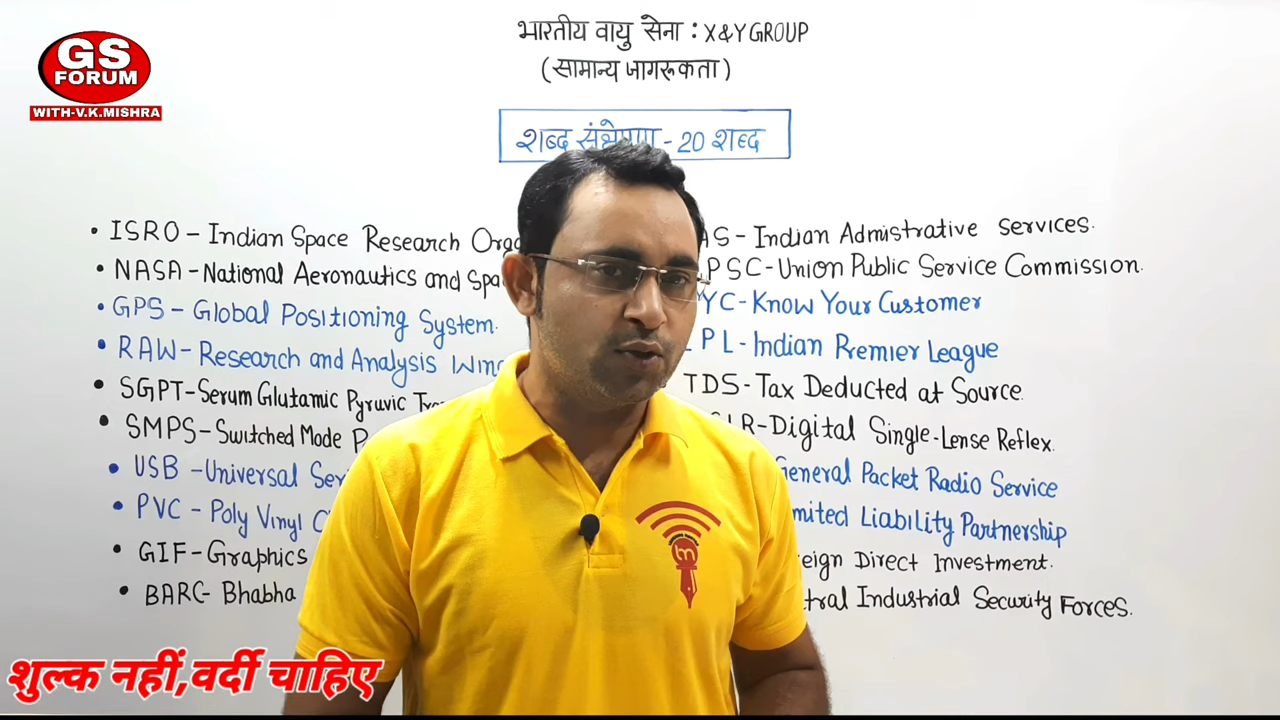 GS
FORUM
WITH-V.K.MISHRA
भारतीय वायु सेना : X&Y GROUP
(सामान्य जागरूकता)
शब्द संक्षेपण - 20 शब्द
• ISRO - Indian Space Research
• NASA - National Aeronautics and
• GPS - Global Positioning System.
• RAW - Research and Analysis Wing
• SGPT - Serum Glutamic Pyruvic
• SMPS - Switched Mode
• USB - Universal
• PVC - Poly Vinyl
• GIF - Graphics
• BARC - Bhabha
AS - Indian Admistrative services.
PSC - Union Public Service Commission.
YC - Know Your Customer
PL - Indian Premier League
TDS - Tax Deducted at Source.
LR - Digital Single-Lense Reflex.
General Packet Radio Service
mited Liability Partnership
eign Direct Investment.
tral Industrial Security Forces.
शुल्क नहीं,वर्दी चाहिए